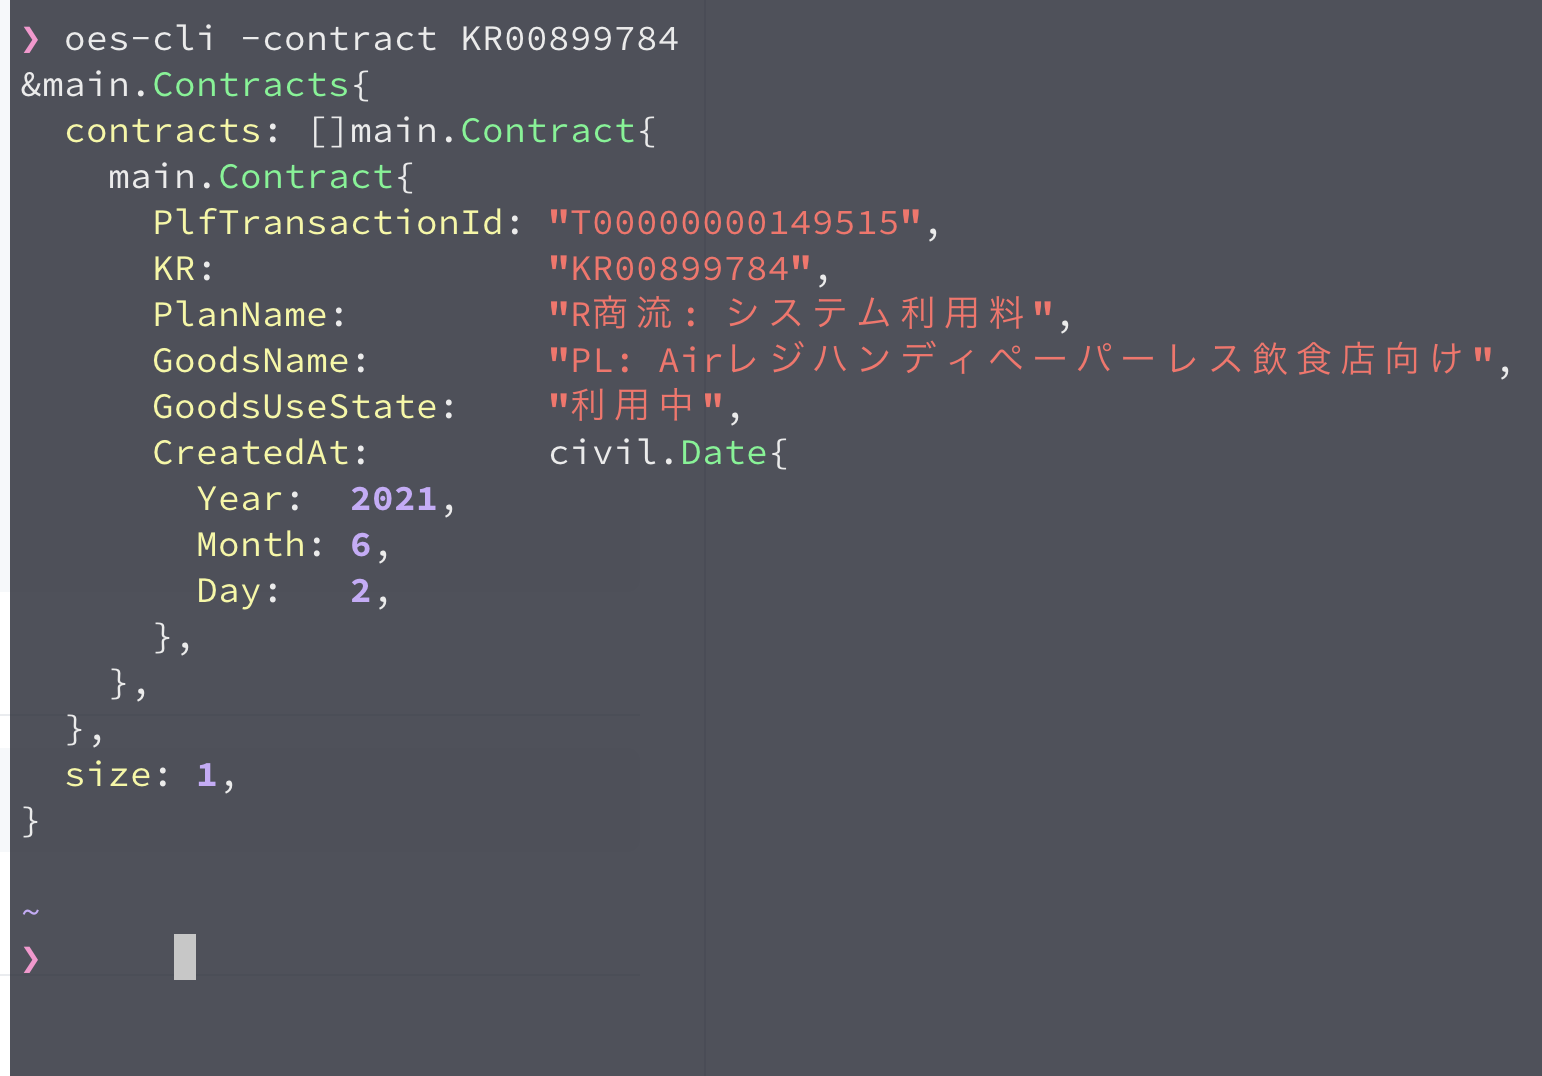 ❯ oes-cli -contract KR00899784
&main.Contracts{
  contracts: []main.Contract{
    main.Contract{
      PlfTransactionId: "T00000000149515",
      KR:               "KR00899784",
      PlanName:         "R商流: システム利用料",
      GoodsName:        "PL: Airレジハンディペーパーレス飲食店向け",
      GoodsUseState:    "利用中",
      CreatedAt:        civil.Date{
        Year:  2021,
        Month: 6,
        Day:   2,
      },
    },
  },
  size: 1,
}
~
❯